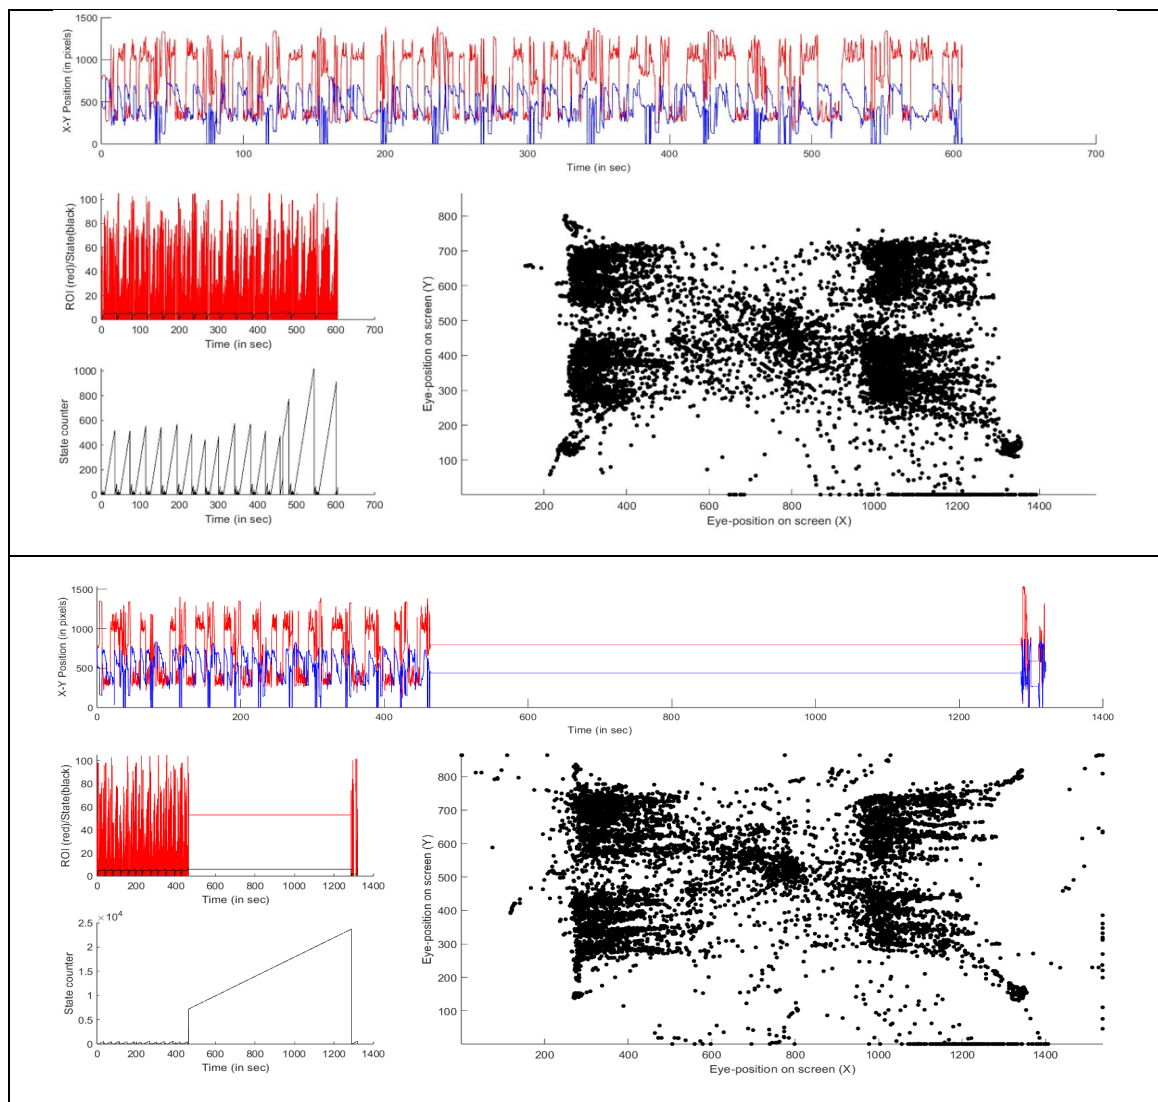 1500
1000
500
0
X-Y Position (in pixels)
0 100 200 300 400 500 600 700
Time (in sec)
100
80
60
40
20
0
ROI (red)/State(black)
0 100 200 300 400 500 600 700
Time (in sec)
1000
800
600
400
200
0
State counter
0 100 200 300 400 500 600 700
Time (in sec)
800
700
600
500
400
300
200
100
Eye-position on screen (Y)
200 400 600 800 1000 1200 1400
Eye-position on screen (X)
1500
1000
500
0
X-Y Position (in pixels)
0 200 400 600 800 1000 1200 1400
Time (in sec)
100
80
60
40
20
0
ROI (red)/State(black)
0 200 400 600 800 1000 1200 1400
Time (in sec)
× 10^4
2.5
2
1.5
1
0.5
0
State counter
0 200 400 600 800 1000 1200 1400
Time (in sec)
800
700
600
500
400
300
200
100
Eye-position on screen (Y)
200 400 600 800 1000 1200 1400
Eye-position on screen (X)